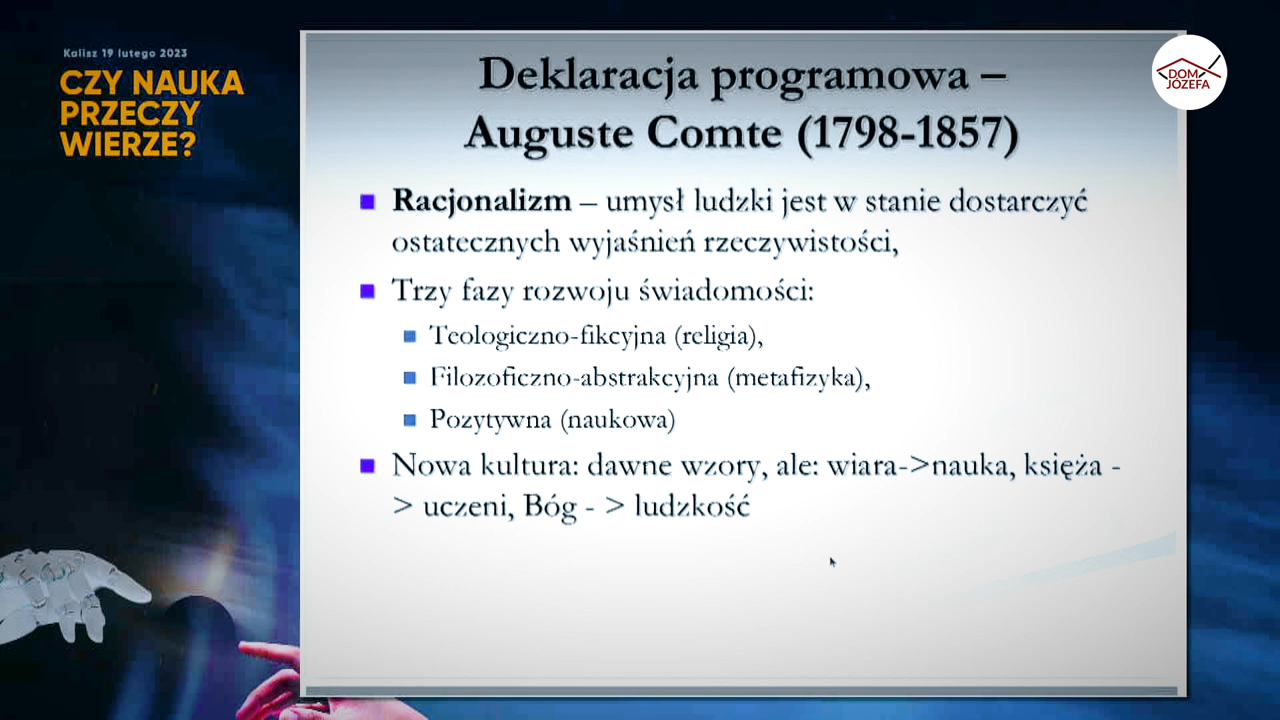 Kalisz 19 lutego 2023
CZY NAUKA
PRZECZY
WIERZE?
DOM
JÓZEFA
Deklaracja programowa –
Auguste Comte (1798-1857)
Racjonalizm – umysł ludzki jest w stanie dostarczyć
ostatecznych wyjaśnień rzeczywistości,
Trzy fazy rozwoju świadomości:
Teologiczno-fikcyjna (religia),
Filozoficzno-abstrakcyjna (metafizyka),
Pozytywna (naukowa)
Nowa kultura: dawne wzory, ale: wiara->nauka, księża -
> uczeni, Bóg - > ludzkość